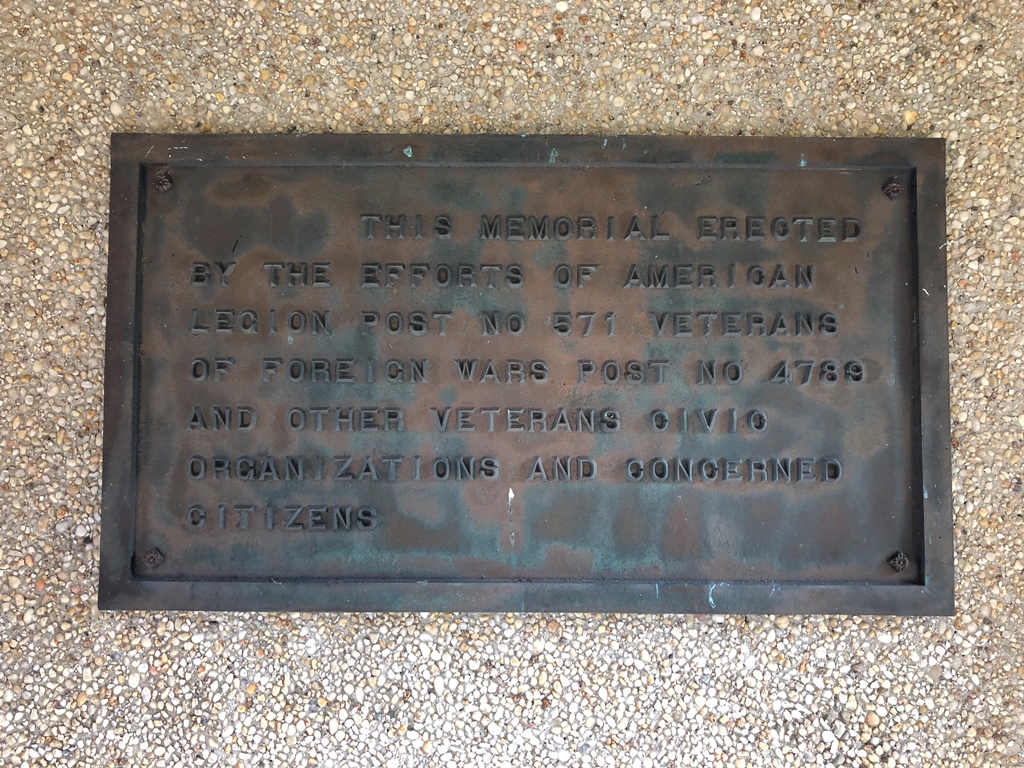 THIS MEMORIAL ERECTED
BY THE EFFORTS OF AMERICAN
LEGION POST NO 571 VETERANS
OF FOREIGN WARS POST NO 4789
AND OTHER VETERANS CIVIC
ORGANIZATIONS AND CONCERNED
CITIZENS